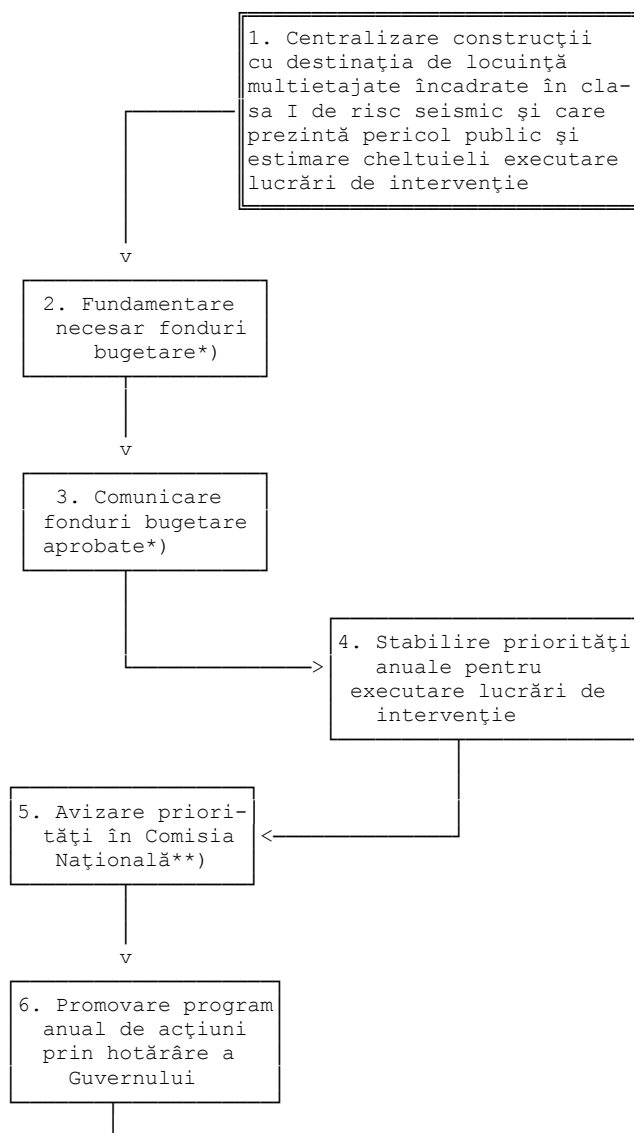 1. Centralizare construcţii
cu destinaţia de locuinţă
multietajate încadrate în cla-
sa I de risc seismic şi care
prezintă pericol public şi
estimare cheltuieli executare
lucrări de intervenţie
v
2. Fundamentare
necesar fonduri
bugetare*)
v
3. Comunicare
fonduri bugetare
aprobate*)
4. Stabilire priorităţi
anuale pentru
executare lucrări de
intervenţie
>
5. Avizare priori-
tăţi în Comisia
Naţională**)
<
v
6. Promovare program
anual de acţiuni
prin hotărâre a
Guvernului